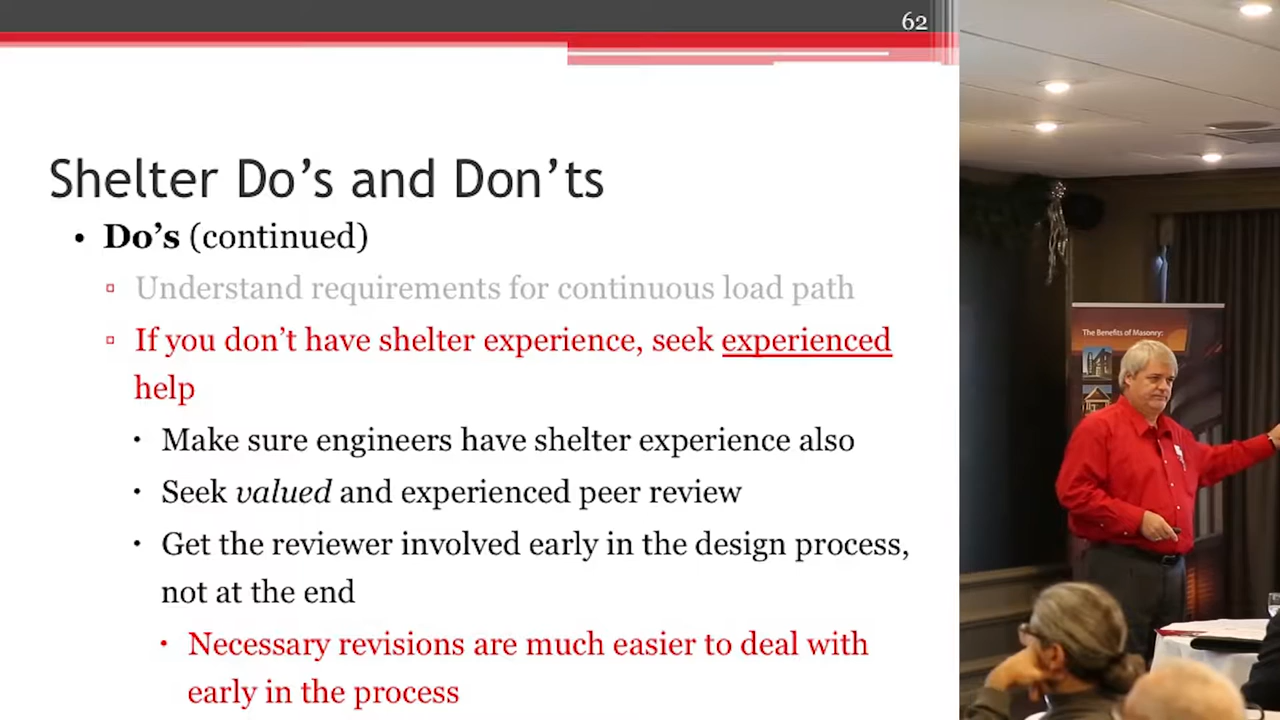 62
Shelter Do’s and Don’ts
• Do’s (continued)
▫ Understand requirements for continuous load path
▫ If you don’t have shelter experience, seek experienced
help
• Make sure engineers have shelter experience also
• Seek valued and experienced peer review
• Get the reviewer involved early in the design process,
not at the end
• Necessary revisions are much easier to deal with
early in the process
The Benefits of Masonry: